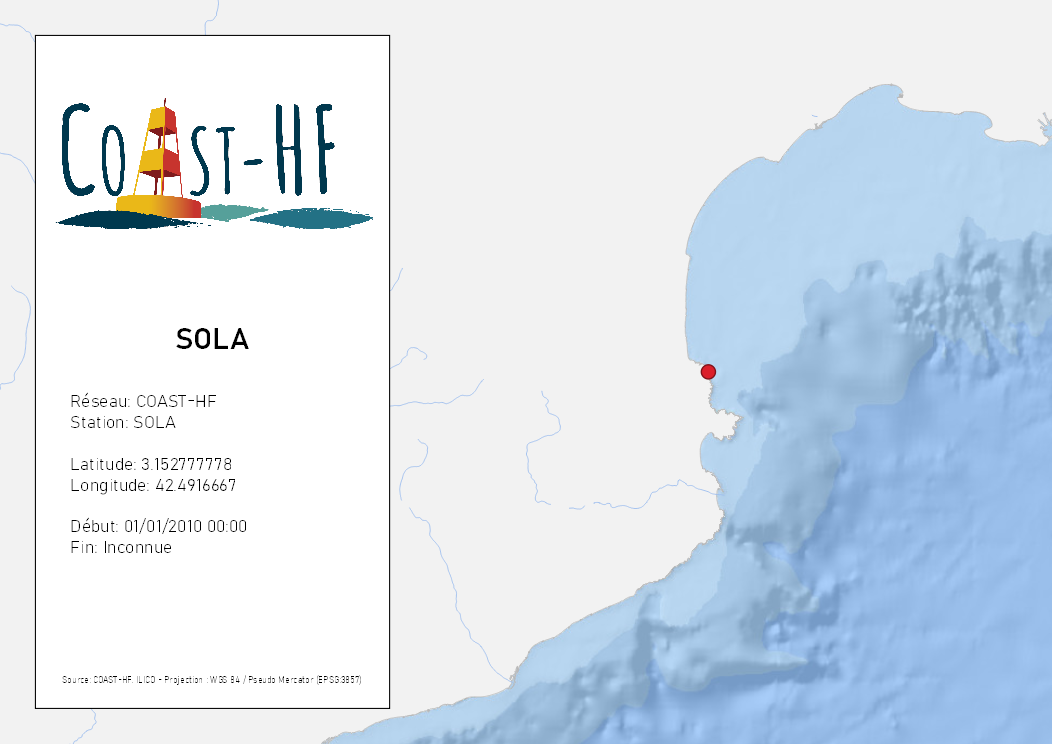 COAST-HF
SOLA
Réseau: COAST-HF
Station: SOLA
Latitude: 3.152777778
Longitude: 42.4916667
Début: 01/01/2010 00:00
Fin: Inconnue
Source: COAST-HF, ILICO - Projection : WGS 84 / Pseudo Mercator (EPSG:3857)